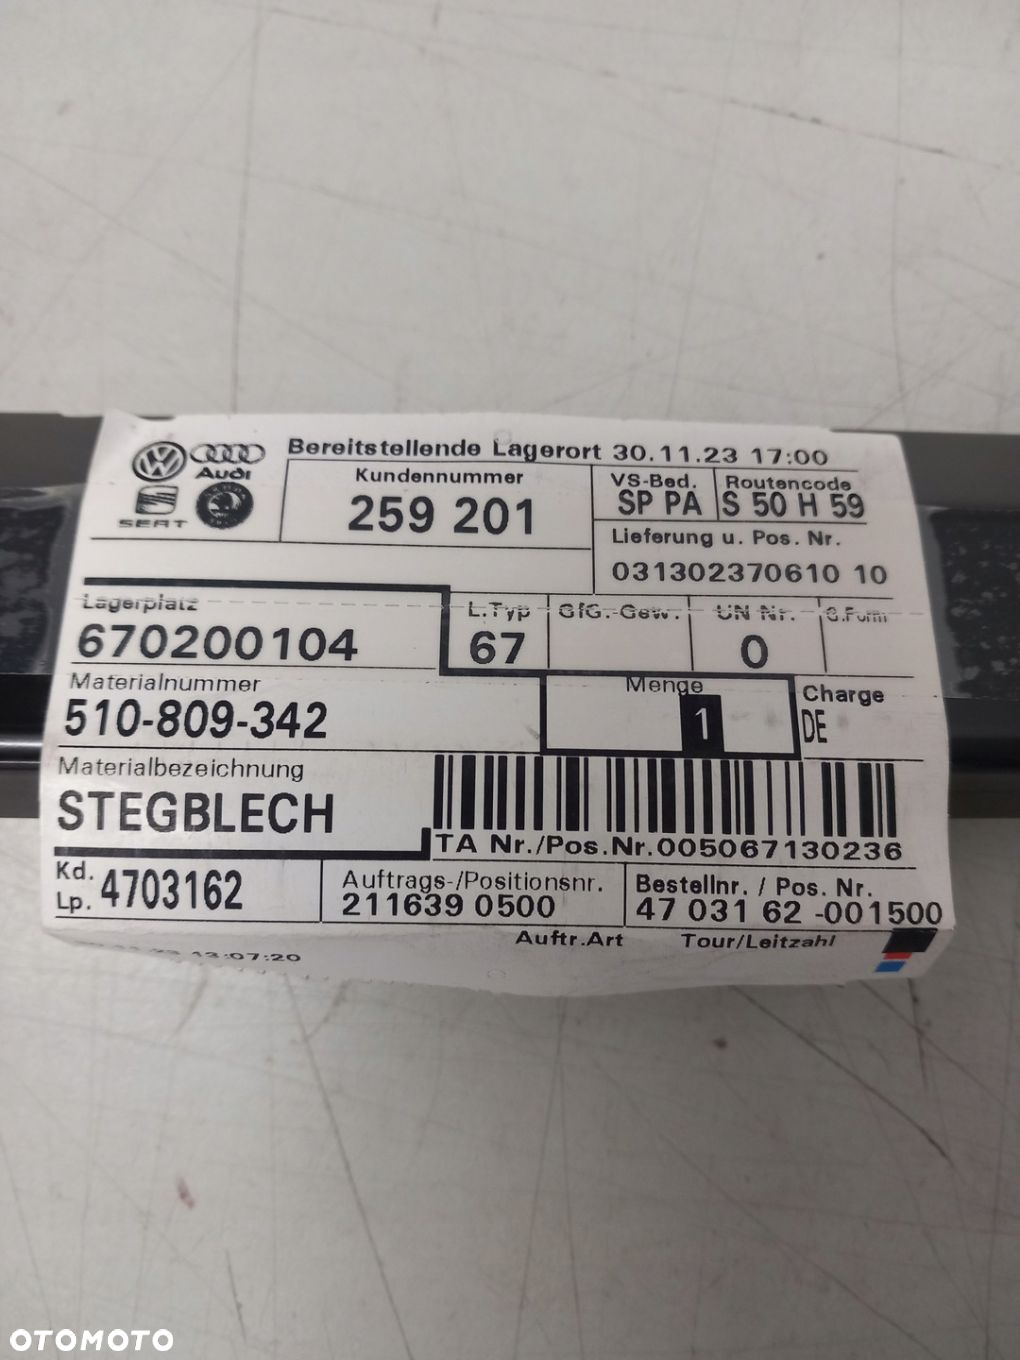 Bereitstellende Lagerort 30.11.23 17:00
Audi
SEAT
Kundennummer
259 201
VS-Bed.
SP PA
Routencode
S 50 H 59
Lieferung u. Pos. Nr.
031302370610 10
Lagerplatz
670200104
L.Typ
67
GfG.-Gew.
UN Nr.
0
Materialnummer
510-809-342
Menge
1
Charge
DE
Materialbezeichnung
STEGBLECH
TA Nr./Pos.Nr.005067130236
Kd. Lp. 4703162
Auftrags-/Positionsnr.
211639 0500
Bestellnr. / Pos. Nr.
47 031 62 -001500
Auftr.Art
Tour/Leitzahl
OTOMOTO